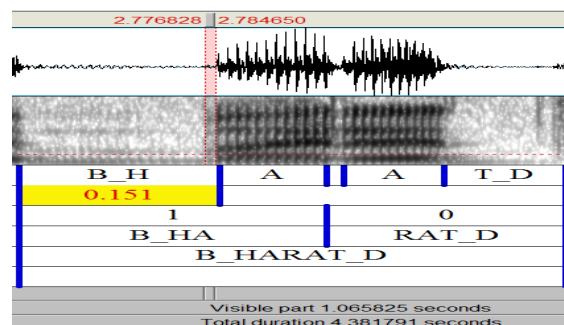 2.776828 2.784650
B_H A A T_D
0.151
1 0
B_HA RAT_D
B_HARAT_D
Visible part 1.065825 seconds
Total duration 4.381791 seconds